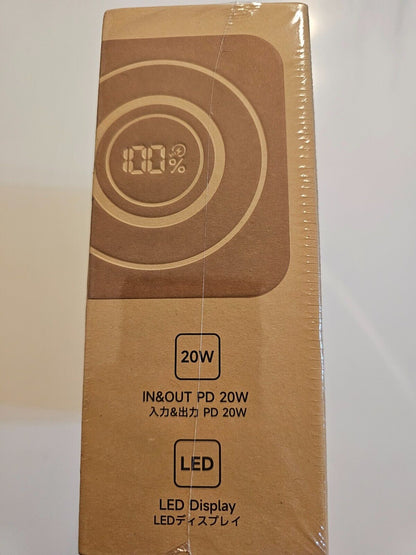 100%
20W
IN&OUT PD 20W
入力&出力 PD 20W
LED
LED Display
LEDディスプレイ